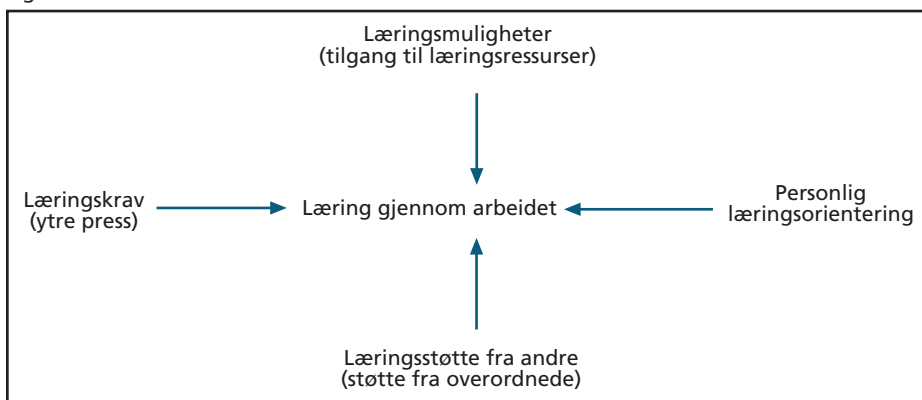 Læringsmuligheter
(tilgang til læringsressurser)
Læringskrav
(ytre press)
Læring gjennom arbeidet
Personlig
læringsorientering
Læringsstøtte fra andre
(støtte fra overordnede)